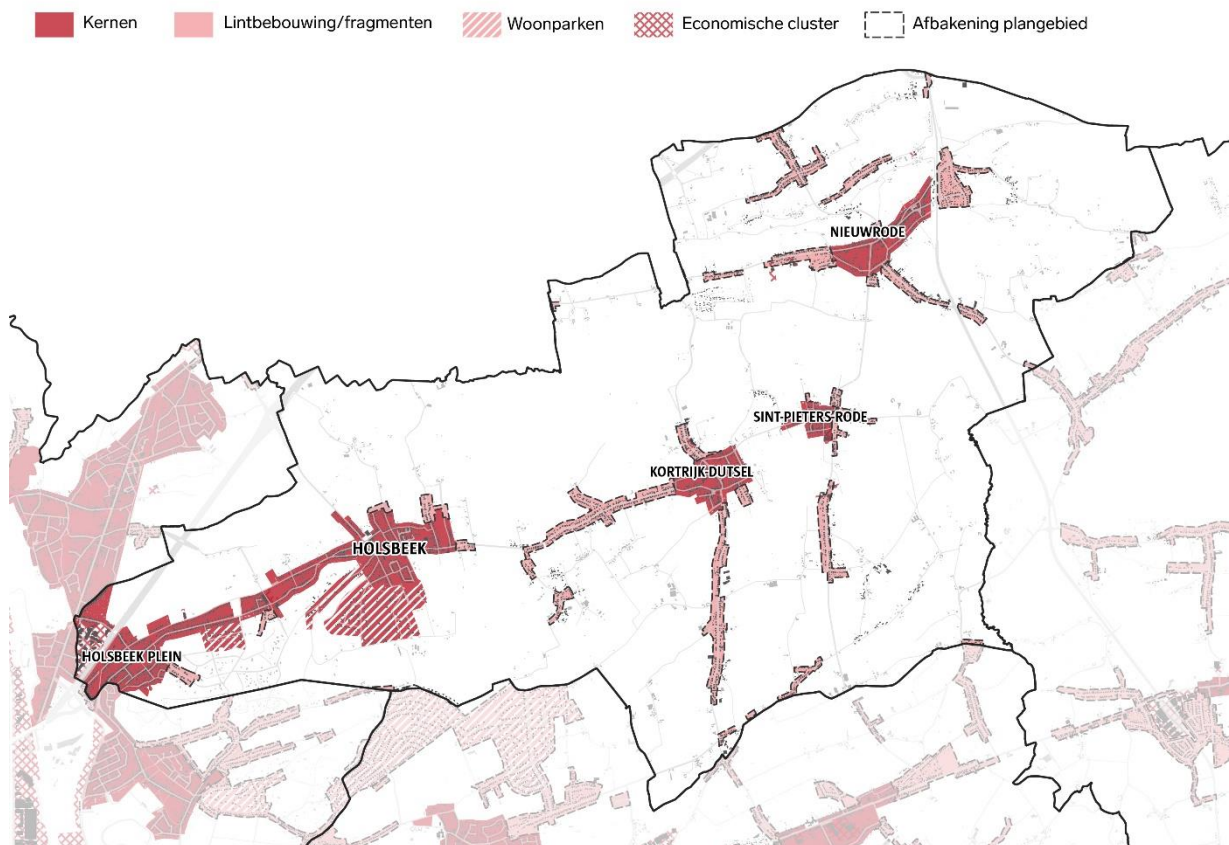 Kernen
Lintbebouwing/fragmenten
Woonparken
Economische cluster
Afbakening plangebied
NIEUWRODE
SINT-PIETERS-RODE
KORTRIJK-DUTSEL
HOLSBEEK
HOLSBEEK PLEIN